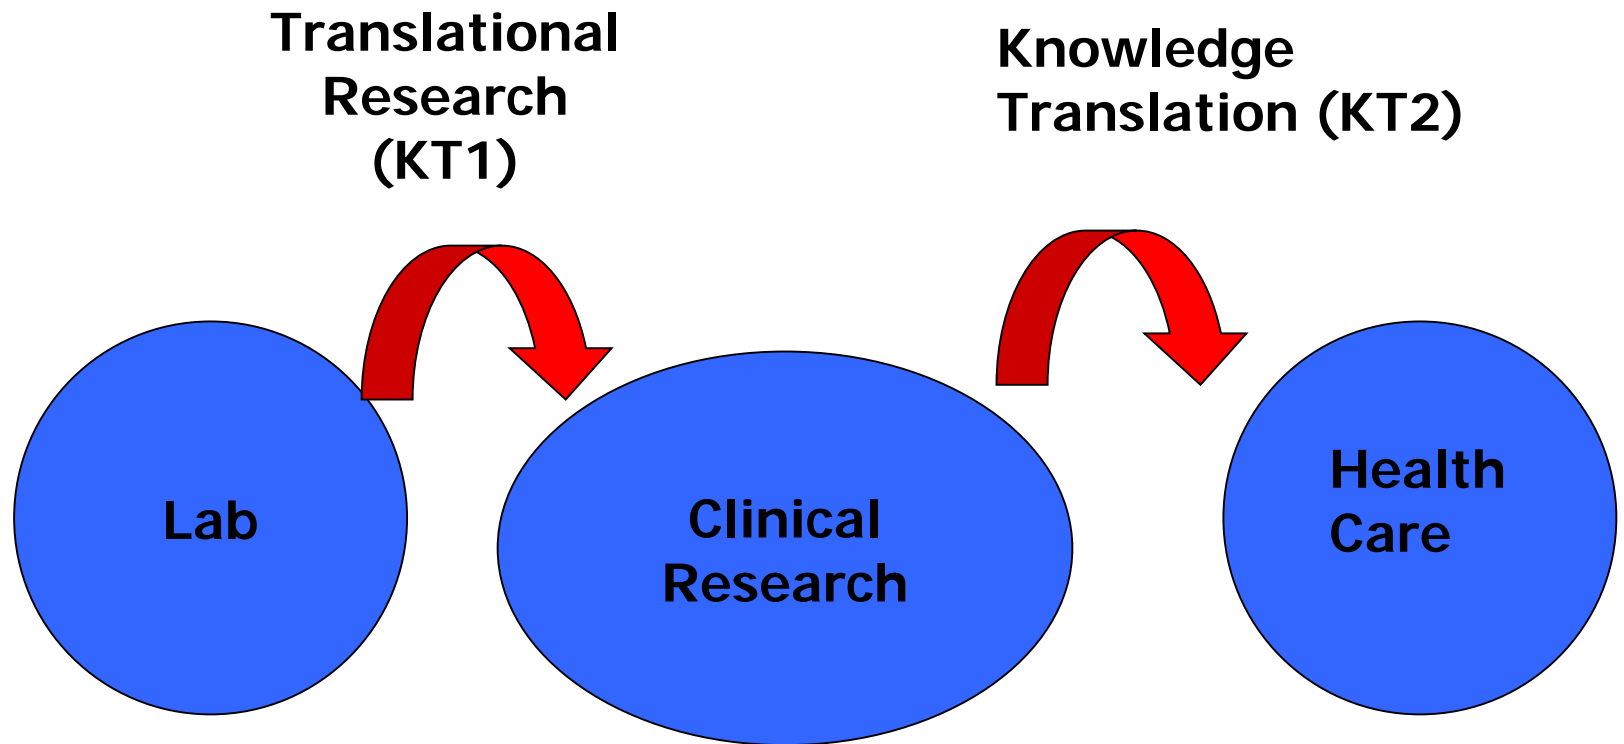 Translational
Research
(KT1)
Knowledge
Translation (KT2)
Lab
Clinical
Research
Health
Care